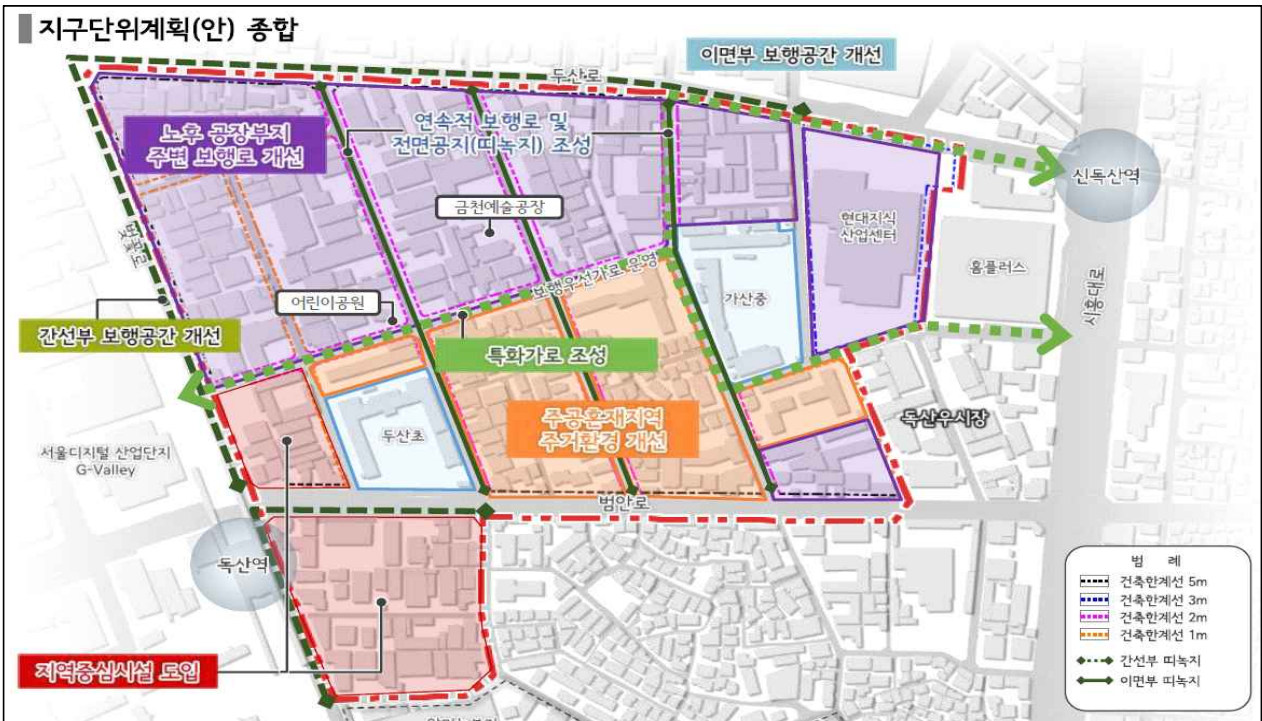 지구단위계획(안) 종합
이면부 보행공간 개선
두산로
노후 공장부지
주변 보행로 개선
연속적 보행로 및
전면공지(띠녹지) 조성
신독산역
금천예술공장
현대지식
산업센터
벚꽃로
홈플러스
보행우선가로 운영
어린이공원
가산중
시흥대로
간선부 보행공간 개선
특화가로 조성
주공혼재지역
주거환경 개선
두산초
독산우시장
서울디지털 산업단지
G-Valley
범안로
독산역
지역중심시설 도입
범 례
건축한계선 5m
건축한계선 3m
건축한계선 2m
건축한계선 1m
간선부 띠녹지
이면부 띠녹지